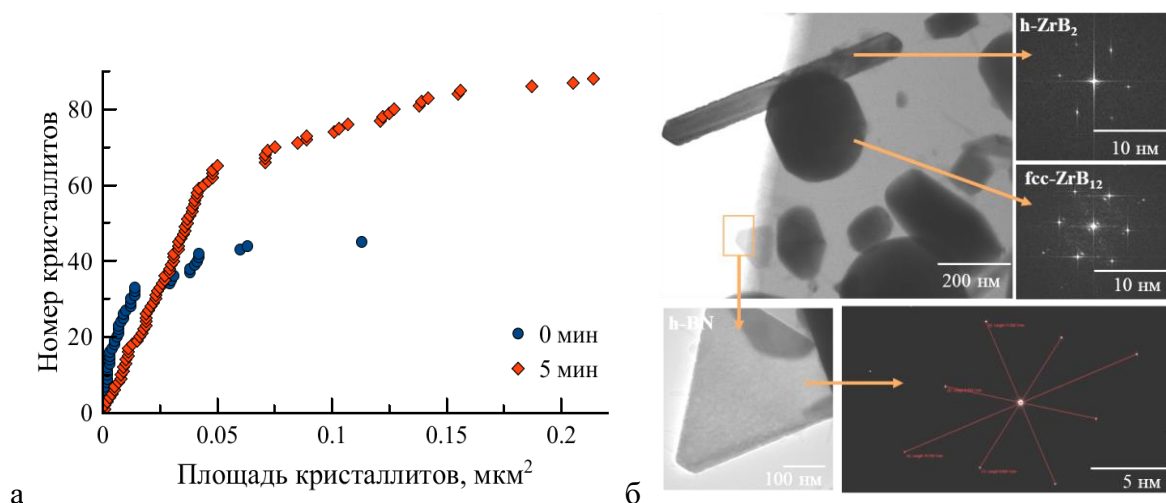 80
60
40
20
0
Номер кристаллитов
0 мин
5 мин
0 0.05 0.1 0.15 0.2
Площадь кристаллитов, мкм²
а
h-ZrB₂
10 нм
fcc-ZrB₁₂
10 нм
200 нм
h-BN
100 нм
5 нм
б